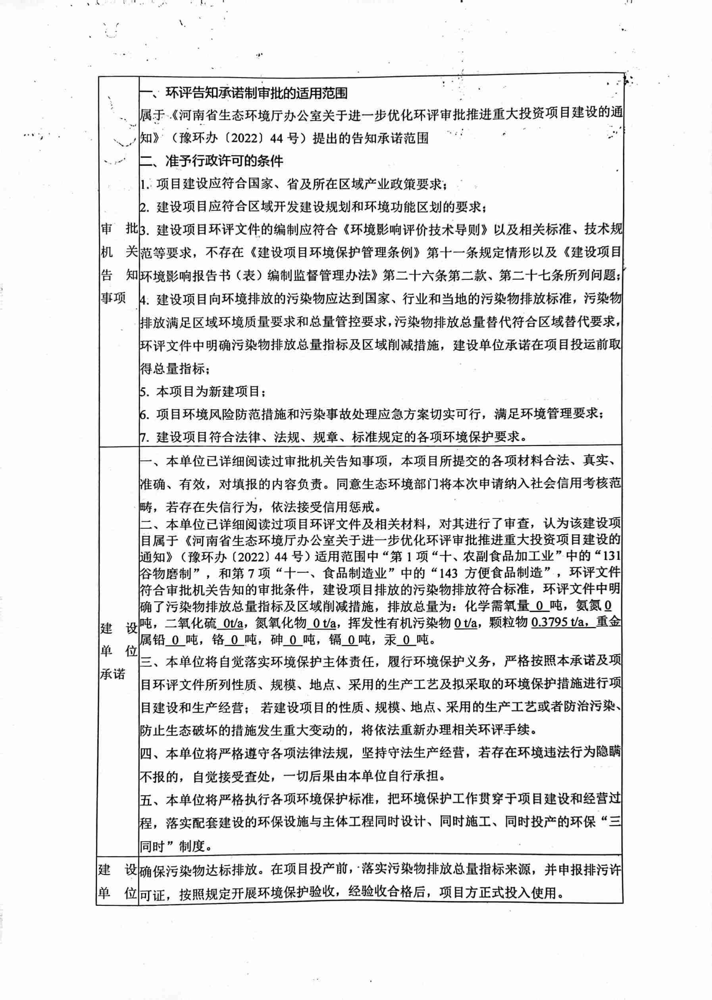 一、环评告知承诺制审批的适用范围
属于《河南省生态环境厅办公室关于进一步优化环评审批推进重大投资项目建设的通
知》（豫环办〔2022〕44 号）提出的告知承诺范围
二、准予行政许可的条件
1. 项目建设应符合国家、省及所在区域产业政策要求；
2. 建设项目应符合区域开发建设规划和环境功能区划的要求；
审 批
3. 建设项目环评文件的编制应符合《环境影响评价技术导则》以及相关标准、技术规
机 关
范等要求，不存在《建设项目环境保护管理条例》第十一条规定情形以及《建设项目
告 知
环境影响报告书（表）编制监督管理办法》第二十六条第二款、第二十七条所列问题；
事项
4. 建设项目向环境排放的污染物应达到国家、行业和当地的污染物排放标准，污染物
排放满足区域环境质量要求和总量管控要求，污染物排放总量替代符合区域替代要求，
环评文件中明确污染物排放总量指标及区域削减措施，建设单位承诺在项目投运前取
得总量指标；
5. 本项目为新建项目；
6. 项目环境风险防范措施和污染事故处理应急方案切实可行，满足环境管理要求；
7. 建设项目符合法律、法规、规章、标准规定的各项环境保护要求。
一、本单位已详细阅读过审批机关告知事项，本项目所提交的各项材料合法、真实、
准确、有效，对填报的内容负责。同意生态环境部门将本次申请纳入社会信用考核范
畴，若存在失信行为，依法接受信用惩戒。
二、本单位已详细阅读过项目环评文件及相关材料，对其进行了审查，认为该建设项
目属于《河南省生态环境厅办公室关于进一步优化环评审批推进重大投资项目建设的
通知》（豫环办〔2022〕44 号）适用范围中“第 1 项“十、农副食品加工业”中的“131
谷物磨制”，和第 7 项“十一、食品制造业”中的“143 方便食品制造”，环评文件
符合审批机关告知的审批条件，建设项目排放的污染物排放符合标准，环评文件中明
确了污染物排放总量指标及区域削减措施，排放总量为：化学需氧量 0 吨，氨氮 0
吨，二氧化硫 0t/a，氮氧化物 0 t/a，挥发性有机污染物 0 t/a，颗粒物 0.3795 t/a，重金
属铅 0 吨，铬 0 吨，砷 0 吨，镉 0 吨，汞 0 吨。
建 设
单 位
承诺
三、本单位将自觉落实环境保护主体责任，履行环境保护义务，严格按照本承诺及项
目环评文件所列性质、规模、地点、采用的生产工艺及拟采取的环境保护措施进行项
目建设和生产经营； 若建设项目的性质、规模、地点、采用的生产工艺或者防治污染、
防止生态破坏的措施发生重大变动的，将依法重新办理相关环评手续。
四、本单位将严格遵守各项法律法规，坚持守法生产经营，若存在环境违法行为隐瞒
不报的，自觉接受查处，一切后果由本单位自行承担。
五、本单位将严格执行各项环境保护标准，把环境保护工作贯穿于项目建设和经营过
程，落实配套建设的环保设施与主体工程同时设计、同时施工、同时投产的环保“三
同时”制度。
建 设
确保污染物达标排放。在项目投产前，落实污染物排放总量指标来源，并申报排污许
单 位
可证，按照规定开展环境保护验收，经验收合格后，项目方正式投入使用。